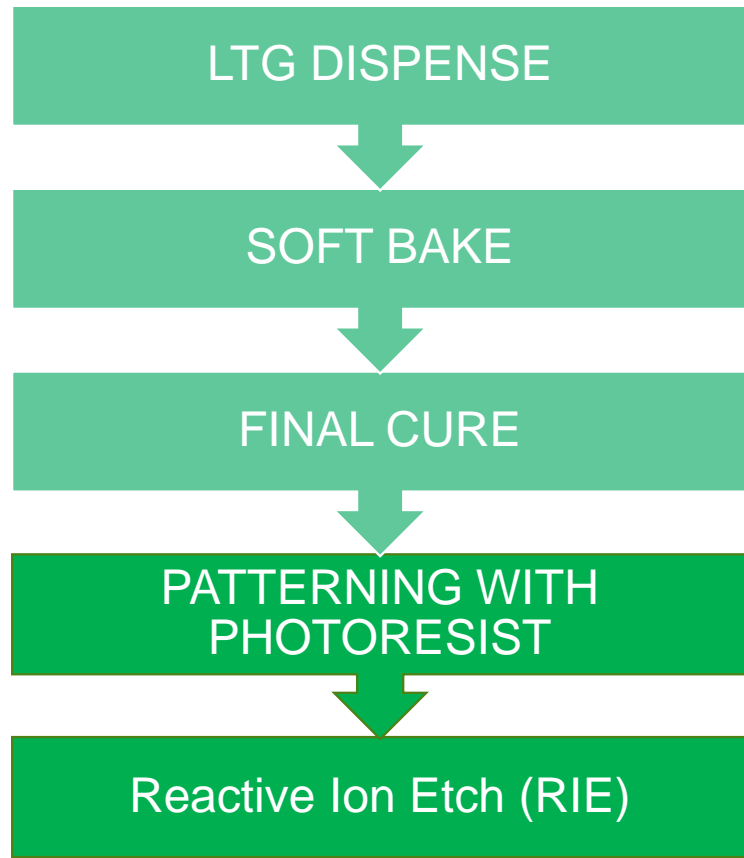 LTG DISPENSE
SOFT BAKE
FINAL CURE
PATTERNING WITH
PHOTORESIST
Reactive Ion Etch (RIE)